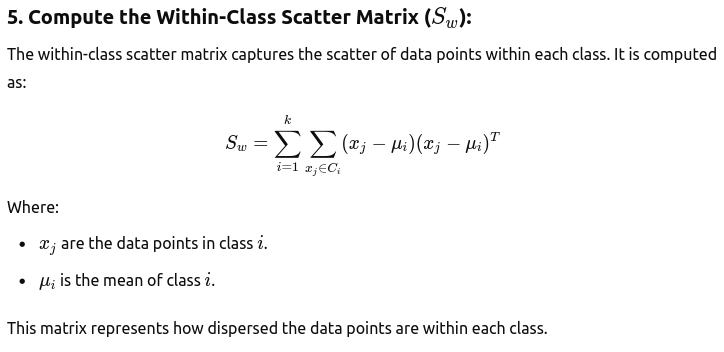 5. Compute the Within-Class Scatter Matrix (S_w):
The within-class scatter matrix captures the scatter of data points within each class. It is computed
as:
S_w = \sum_{i=1}^{k} \sum_{x_j \in C_i} (x_j - \mu_i)(x_j - \mu_i)^T
Where:
• x_j are the data points in class i.
• μ_i is the mean of class i.
This matrix represents how dispersed the data points are within each class.